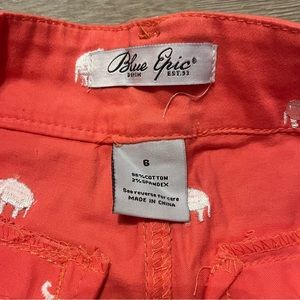 Blue Epic®
DENIM EST. 93
6
98%COTTON
2%SPANDEX
See reverse for care
MADE IN CHINA